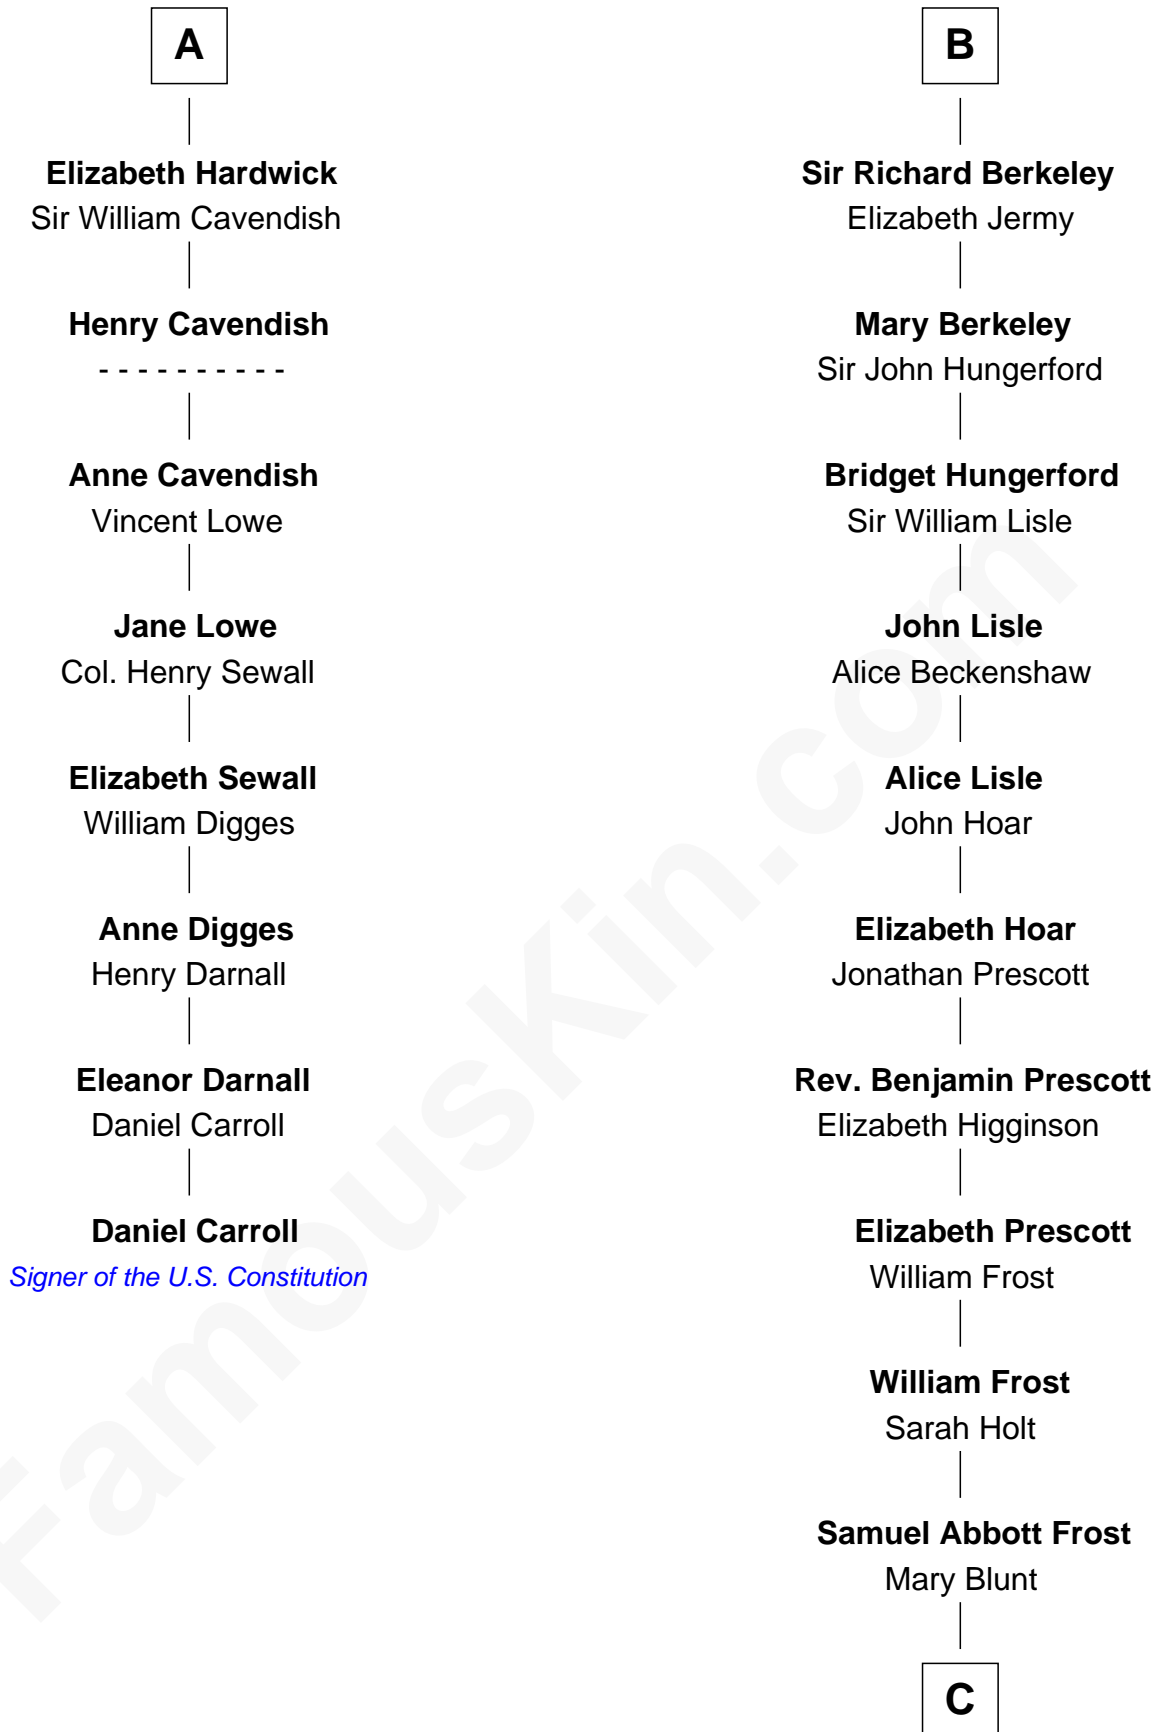 A
Elizabeth Hardwick
Sir William Cavendish
Henry Cavendish
- - - - - - - - - -
Anne Cavendish
Vincent Lowe
Jane Lowe
Col. Henry Sewall
Elizabeth Sewall
William Digges
Anne Digges
Henry Darnall
Eleanor Darnall
Daniel Carroll
Daniel Carroll
Signer of the U.S. Constitution
B
Sir Richard Berkeley
Elizabeth Jermy
Mary Berkeley
Sir John Hungerford
Bridget Hungerford
Sir William Lisle
John Lisle
Alice Beckenshaw
Alice Lisle
John Hoar
Elizabeth Hoar
Jonathan Prescott
Rev. Benjamin Prescott
Elizabeth Higginson
Elizabeth Prescott
William Frost
William Frost
Sarah Holt
Samuel Abbott Frost
Mary Blunt
C
FamousKin.com